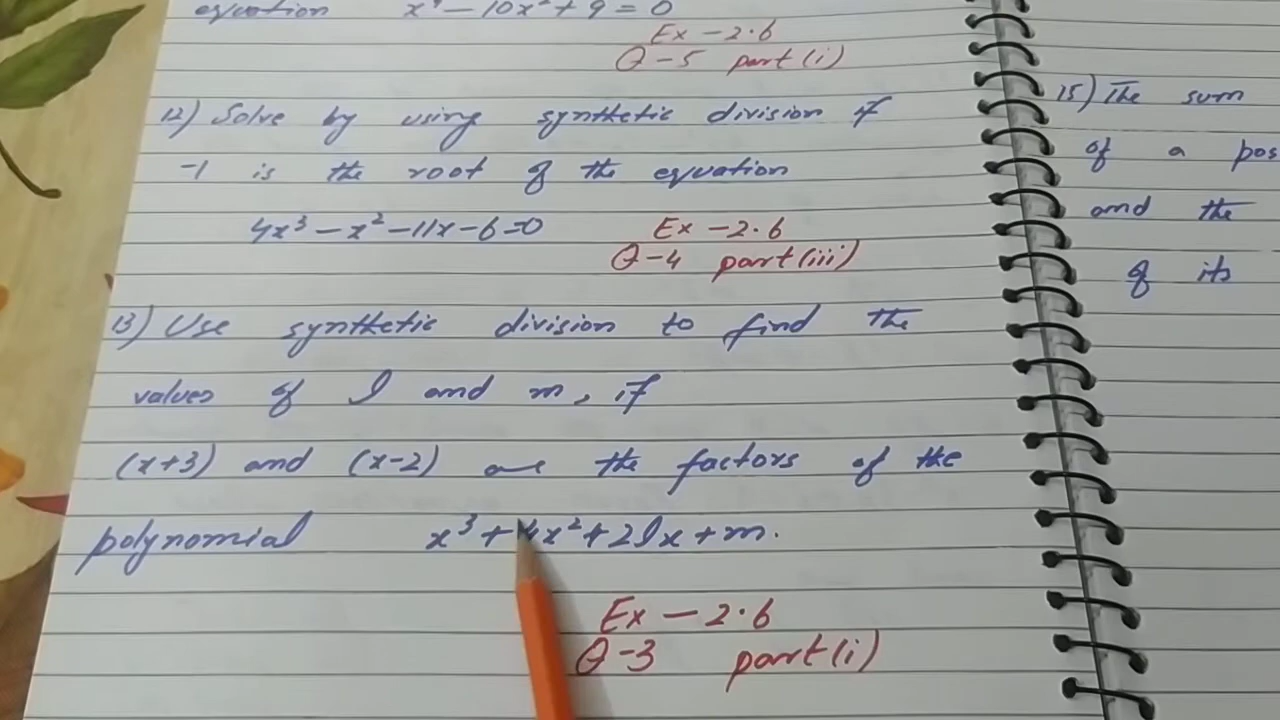 equation x⁴ - 10x² + 9 = 0
Ex - 2.6
Q-5 part (i)
12) Solve by using synthetic division if
-1 is the root of the equation
4x³ - x² - 11x - 6 = 0 Ex - 2.6
Q-4 part (iii)
13) Use synthetic division to find the
values of l and m, if
(x+3) and (x-2) are the factors of the
polynomial x³ + 4x² + 2lx + m.
Ex - 2.6
Q-3 part (i)
15) The sum
of a pos
and the
of its